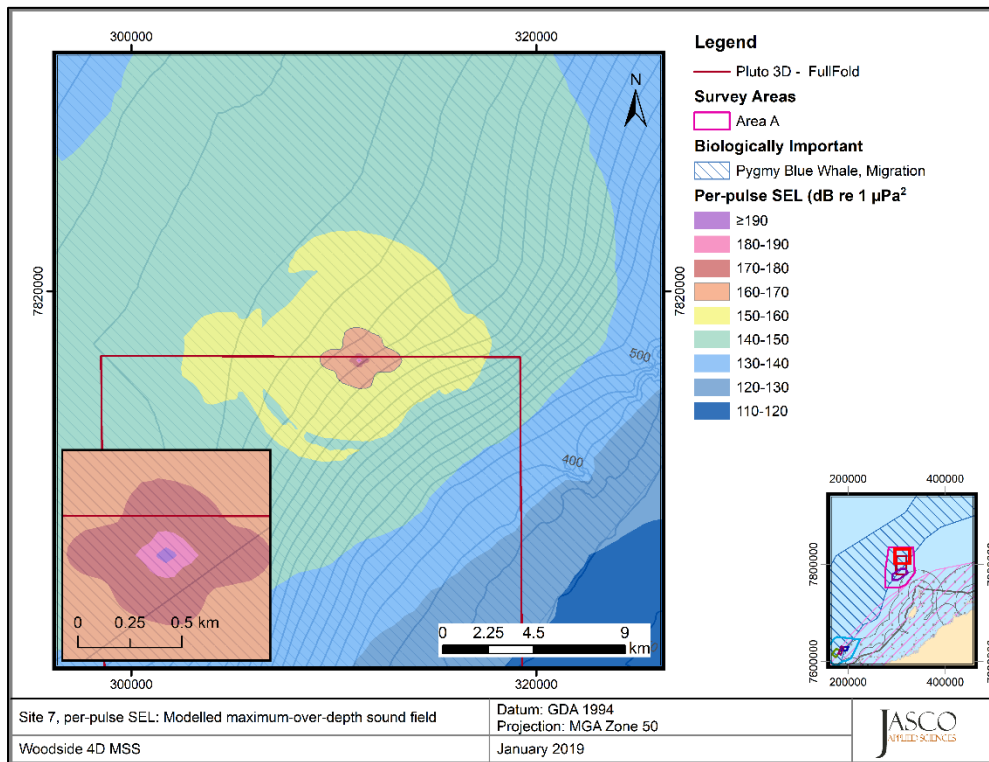 300000 320000
Legend
N
Pluto 3D - FullFold
Survey Areas
Area A
Biologically Important
Pygmy Blue Whale, Migration
Per-pulse SEL (dB re 1 µPa²
≥190
180-190
7820000 7820000
170-180
160-170
150-160
140-150
500
130-140
120-130
110-120
400
200000 400000
7800000
0 0.25 0.5 km
0 2.25 4.5 9
km
7600000
200000 400000
300000 320000
Site 7, per-pulse SEL: Modelled maximum-over-depth sound field
Datum: GDA 1994
Projection: MGA Zone 50
JASCO
APPLIED SCIENCES
Woodside 4D MSS
January 2019